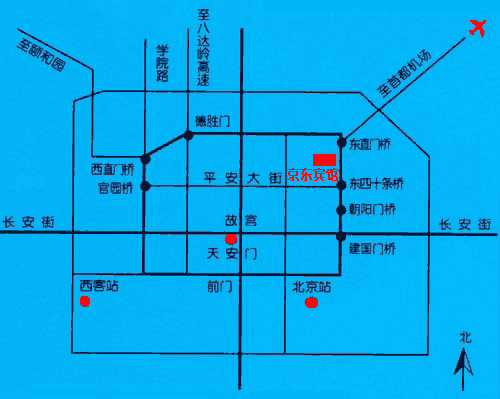 至八达岭高速
至颐和园
学院路
至首都机场
德胜门
东直门桥
西直门桥
京东宾馆
官园桥
平安大街
东四十条桥
朝阳门桥
长安街
故宫
长安街
天安门
建国门桥
西客站
前门
北京站
北